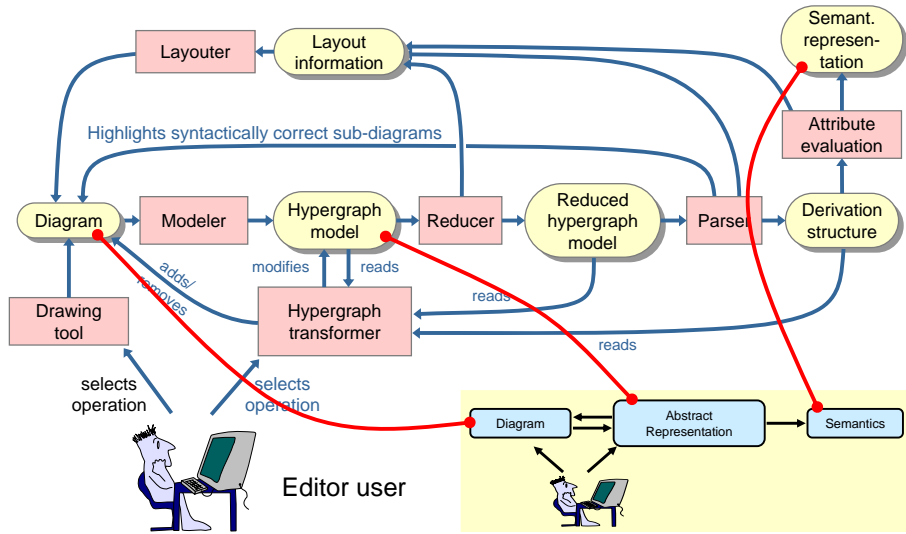 Semant.
represen-
tation
Layouter
Layout
information
Attribute
evaluation
Highlights syntactically correct sub-diagrams
Diagram
Modeler
Hypergraph
model
Reducer
Reduced
hypergraph
model
Parser
Derivation
structure
modifies
reads
adds/
removes
reads
reads
Drawing
tool
Hypergraph
transformer
selects
operation
selects
operation
Diagram
Abstract
Representation
Semantics
Editor user